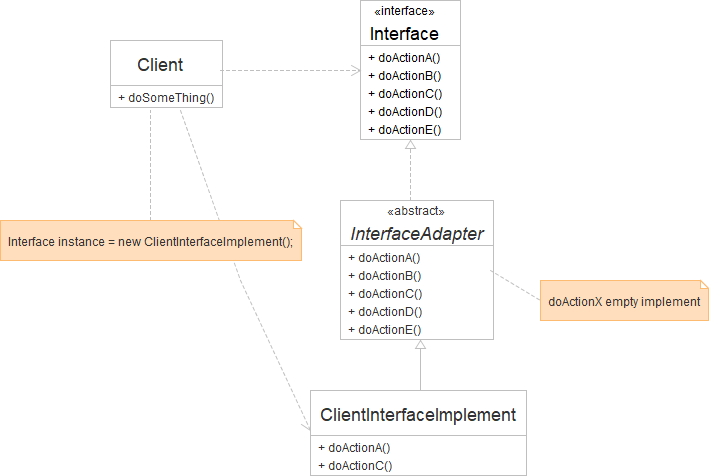 «interface»
Interface
+ doActionA()
+ doActionB()
+ doActionC()
+ doActionD()
+ doActionE()
Client
+ doSomeThing()
Interface instance = new ClientInterfaceImplement();
«abstract»
InterfaceAdapter
+ doActionA()
+ doActionB()
+ doActionC()
+ doActionD()
+ doActionE()
doActionX empty implement
ClientInterfaceImplement
+ doActionA()
+ doActionC()